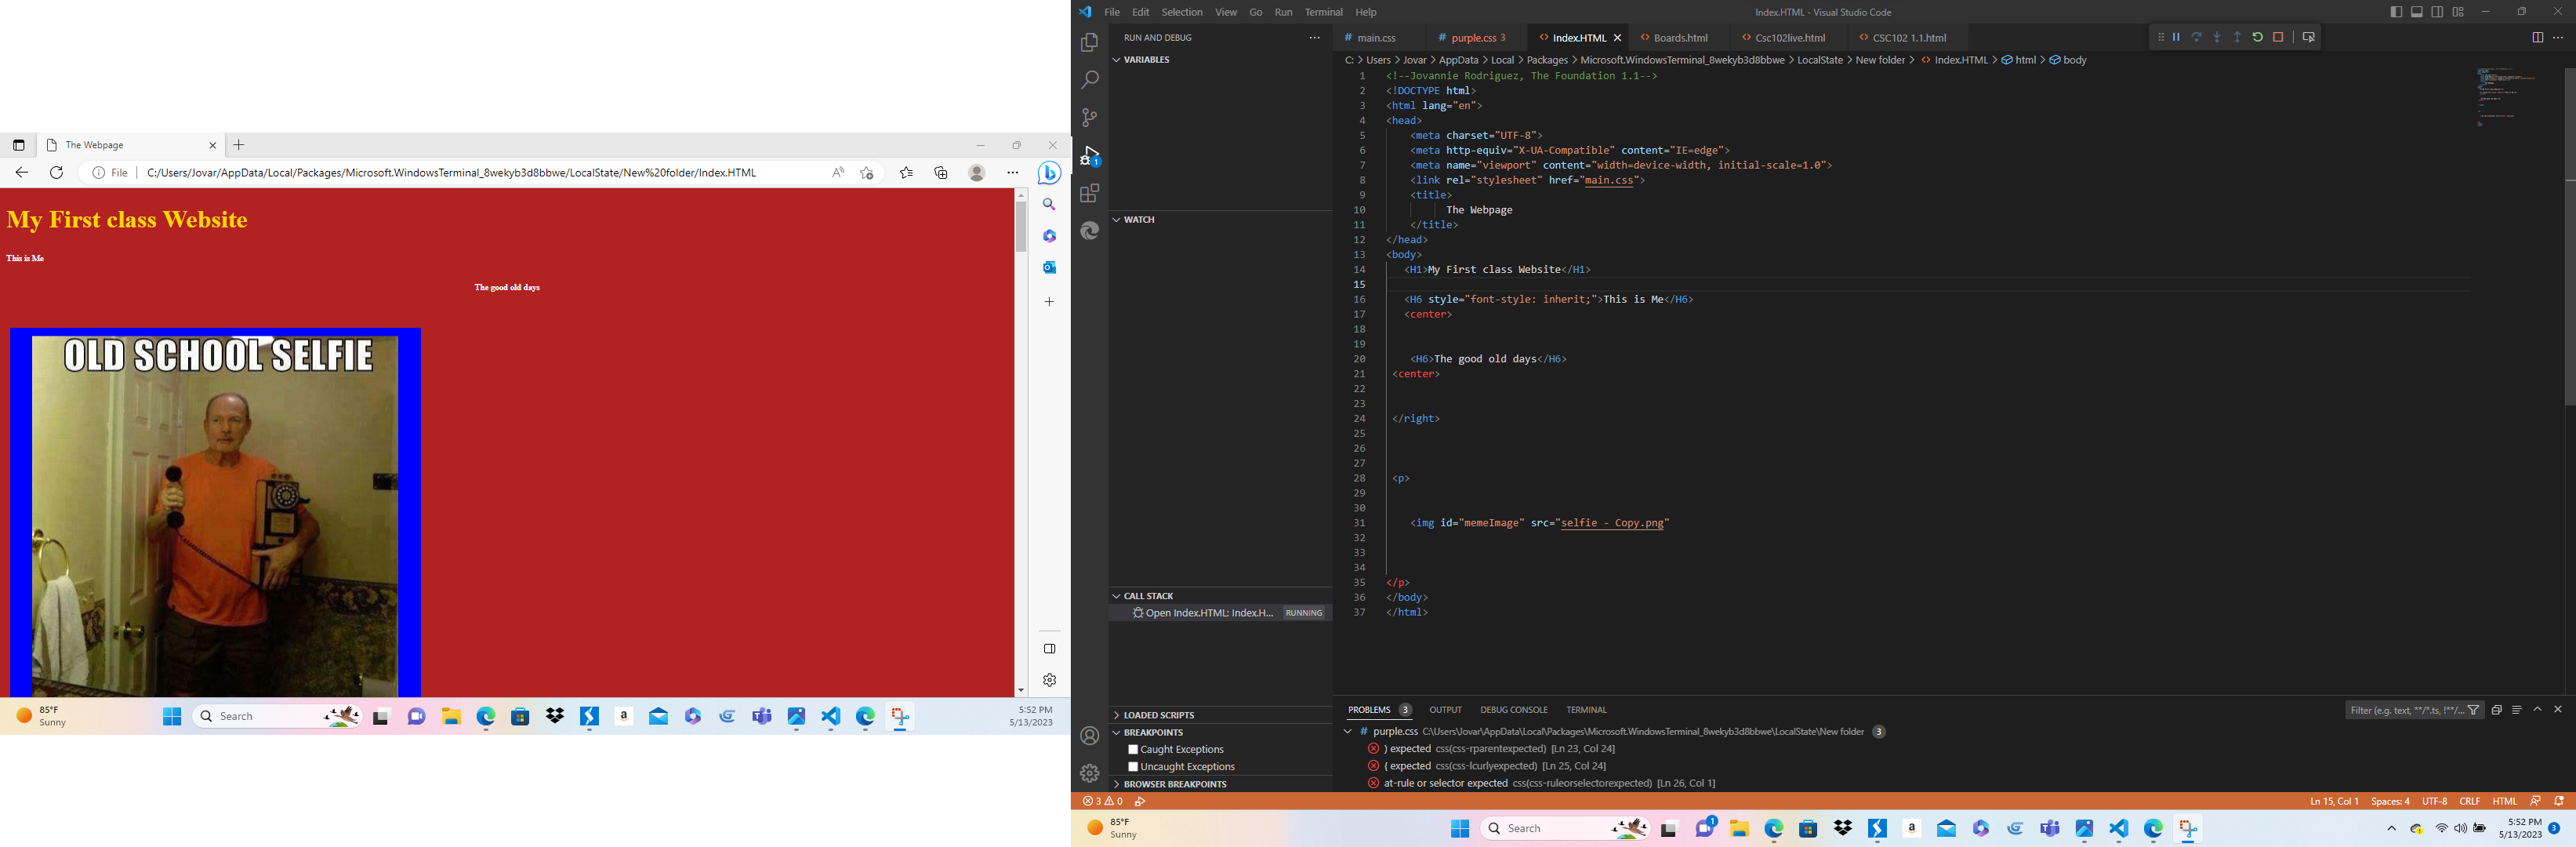 The Webpage
File
C:/Users/Jovar/AppData/Local/Packages/Microsoft.WindowsTerminal_8wekyb3d8bbwe/LocalState/New%20folder/Index.HTML
My First class Website
This is Me
The good old days
OLD SCHOOL SELFIE
85°F
Sunny
Search
5:52 PM
5/13/2023
File Edit Selection View Go Run Terminal Help
Index.HTML - Visual Studio Code
RUN AND DEBUG
VARIABLES
WATCH
CALL STACK
Open Index.HTML: Index.H... RUNNING
LOADED SCRIPTS
BREAKPOINTS
Caught Exceptions
Uncaught Exceptions
BROWSER BREAKPOINTS
# main.css # purple.css 3 <> Index.HTML <> Boards.html <> Csc102live.html <> CSC102 1.1.html
C: > Users > Jovar > AppData > Local > Packages > Microsoft.WindowsTerminal_8wekyb3d8bbwe > LocalState > New folder > <> Index.HTML > html > body
1 <!--Jovannie Rodriguez, The Foundation 1.1-->
2 <!DOCTYPE html>
3 <html lang="en">
4 <head>
5 <meta charset="UTF-8">
6 <meta http-equiv="X-UA-Compatible" content="IE=edge">
7 <meta name="viewport" content="width=device-width, initial-scale=1.0">
8 <link rel="stylesheet" href="main.css">
9 <title>
10 The Webpage
11 </title>
12 </head>
13 <body>
14 <H1>My First class Website</H1>
15
16 <H6 style="font-style: inherit;">This is Me</H6>
17 <center>
18
19
20 <H6>The good old days</H6>
21 <center>
22
23
24 </right>
25
26
27
28 <p>
29
30
31 <img id="memeImage" src="selfie - Copy.png"
32
33
34
35 </p>
36 </body>
37 </html>
PROBLEMS 3 OUTPUT DEBUG CONSOLE TERMINAL
Filter (e.g. text, **/*.ts, !**/...
# purple.css C:\Users\Jovar\AppData\Local\Packages\Microsoft.WindowsTerminal_8wekyb3d8bbwe\LocalState\New folder 3
) expected css(css-rparentexpected) [Ln 23, Col 24]
{ expected css(css-lcurlyexpected) [Ln 25, Col 24]
at-rule or selector expected css(css-ruleorselectorexpected) [Ln 26, Col 1]
3 0
Ln 15, Col 1 Spaces: 4 UTF-8 CRLF HTML
85°F
Sunny
Search
5:52 PM
5/13/2023
3